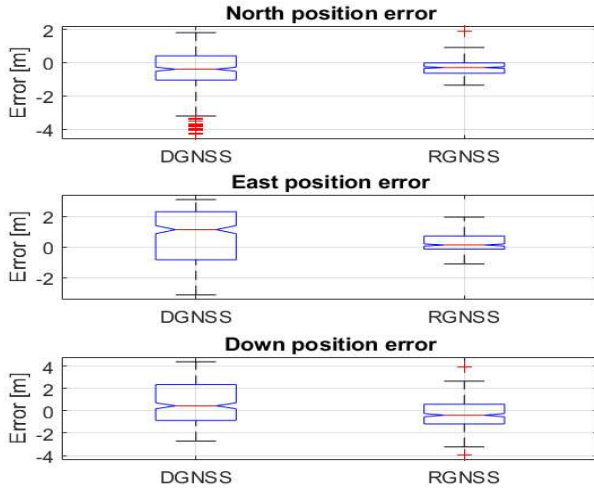 North position error
2
0
-2
-4
Error [m]
DGNSS RGNSS
East position error
2
0
-2
Error [m]
DGNSS RGNSS
Down position error
4
2
0
-2
-4
Error [m]
DGNSS RGNSS